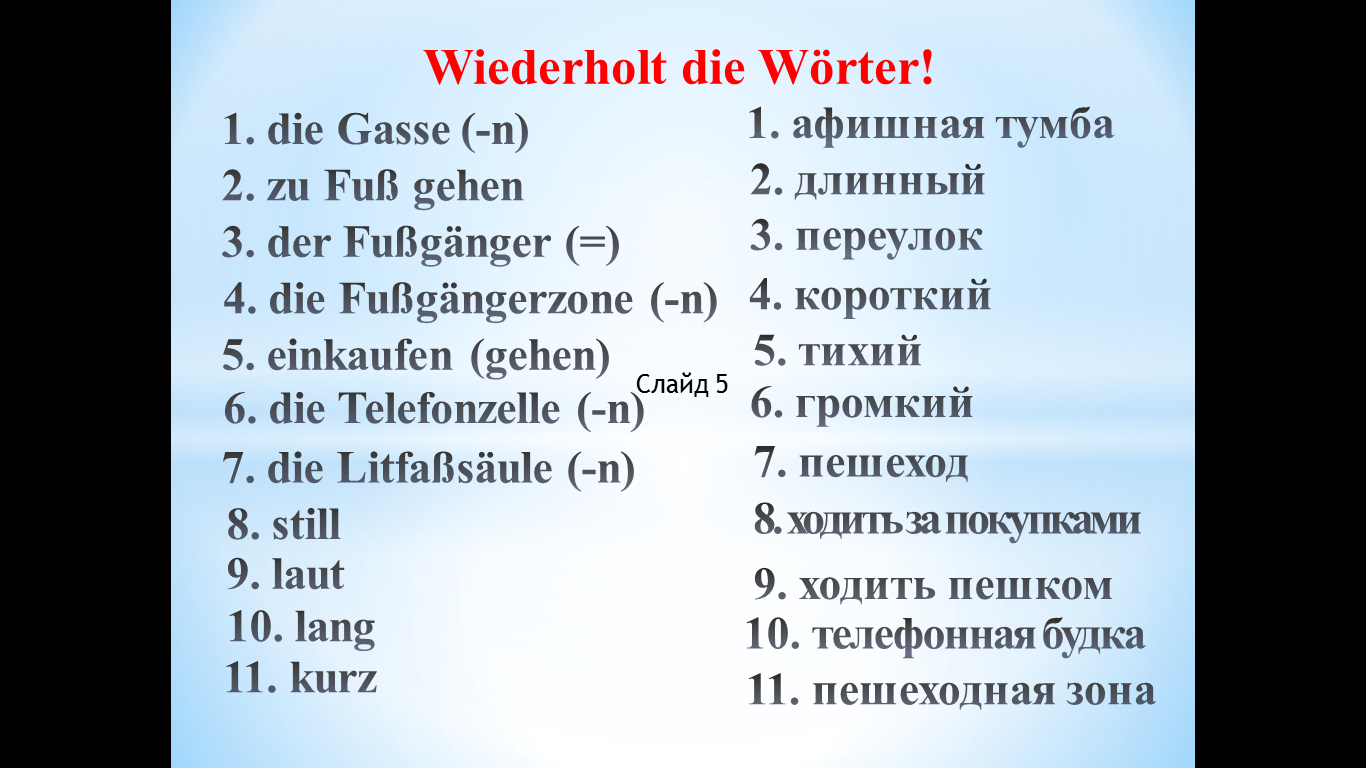 Wiederholt die Wörter!
1. die Gasse (-n)
2. zu Fuß gehen
3. der Fußgänger (=)
4. die Fußgängerzone (-n)
5. einkaufen (gehen)
6. die Telefonzelle (-n)
7. die Litfaßsäule (-n)
8. still
9. laut
10. lang
11. kurz
1. афишная тумба
2. длинный
3. переулок
4. короткий
5. тихий
6. громкий
7. пешеход
8. ходить за покупками
9. ходить пешком
10. телефонная будка
11. пешеходная зона
Слайд 5